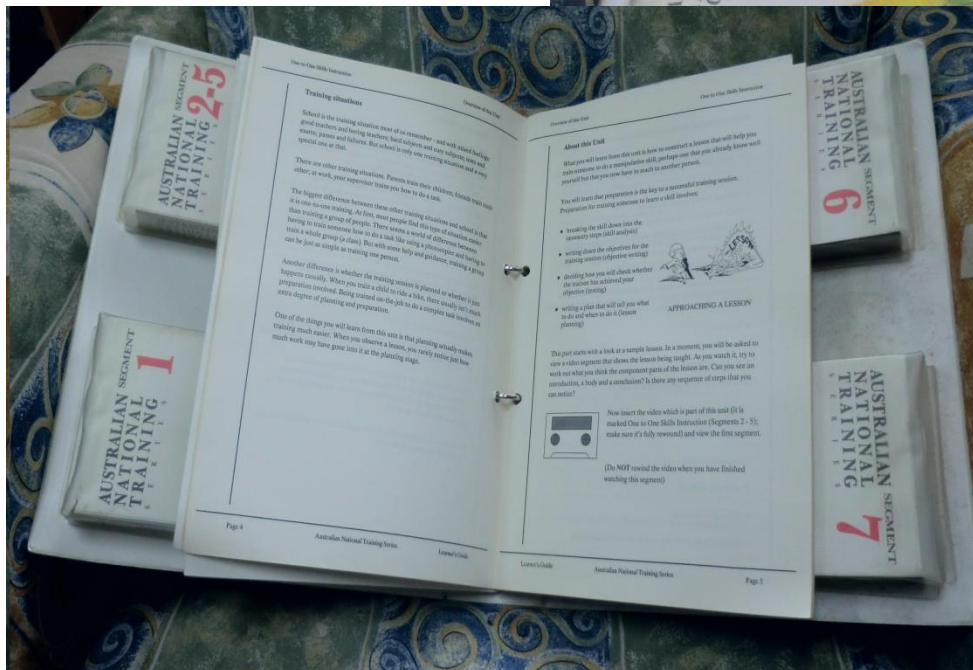 AUSTRALIAN SEGMENT
NATIONAL 2-5
TRAINING
SERIES
AUSTRALIAN SEGMENT
NATIONAL 1
TRAINING
SERIES
One to One Skills Instruction
Overview of the Unit
Training situations
School is the training situation most of us remember - and with mixed feelings:
good teachers and boring teachers; hard subjects and easy subjects; tests and
exams, passes and failures. But school is only one training situation and a very
special one at that.
There are other training situations. Parents train their children; friends train each
other; at work, your supervisor trains you how to do a task.
The biggest difference between these other training situations and school is that
it is one-to-one training. At first, most people find this type of situation easier
than training a group of people. There seems a world of difference between
having to train someone how to do a task like using a photocopier and having to
train a whole group (a class). But with some help and guidance, training a group
can be just as simple as training one person.
Another difference is whether the training session is planned or whether it just
happens casually. When you train a child to ride a bike, there usually isn't much
preparation involved. Being trained on-the-job to do a complex task involves an
extra degree of planning and preparation.
One of the things you will learn from this unit is that planning actually makes
training much easier. When you observe a lesson, you rarely notice just how
much work may have gone into it at the planning stage.
Page 4
Australian National Training Series
Learner's Guide
Overview of the Unit
One to One Skills Instruction
About this Unit
What you will learn from this unit is how to construct a lesson that will help you
train someone to do a manipulative skill, perhaps one that you already know well
yourself but that you now have to teach to another person.
You will learn that preparation is the key to a successful training session.
Preparation for training someone to learn a skill involves:
• breaking the skill down into the
necessary steps (skill analysis)
• writing down the objectives for the
training session (objective writing)
• deciding how you will check whether
the trainee has achieved your
objective (testing)
• writing a plan that will tell you what
to do and when to do it (lesson
planning)
LESSON
APPROACHING A LESSON
This part starts with a look at a sample lesson. In a moment, you will be asked to
view a video segment that shows the lesson being taught. As you watch it, try to
work out what you think the component parts of the lesson are. Can you see an
introduction, a body and a conclusion? Is there any sequence of steps that you
can notice?
Now insert the video which is part of this unit (it is
marked One to One Skills Instruction (Segments 2 - 5);
make sure it's fully rewound) and view the first segment.
(Do NOT rewind the video when you have finished
watching this segment)
Learner's Guide
Australian National Training Series
Page 5
AUSTRALIAN SEGMENT
NATIONAL
TRAINING 6
SERIES
AUSTRALIAN SEGMENT
NATIONAL
TRAINING 7
SERIES